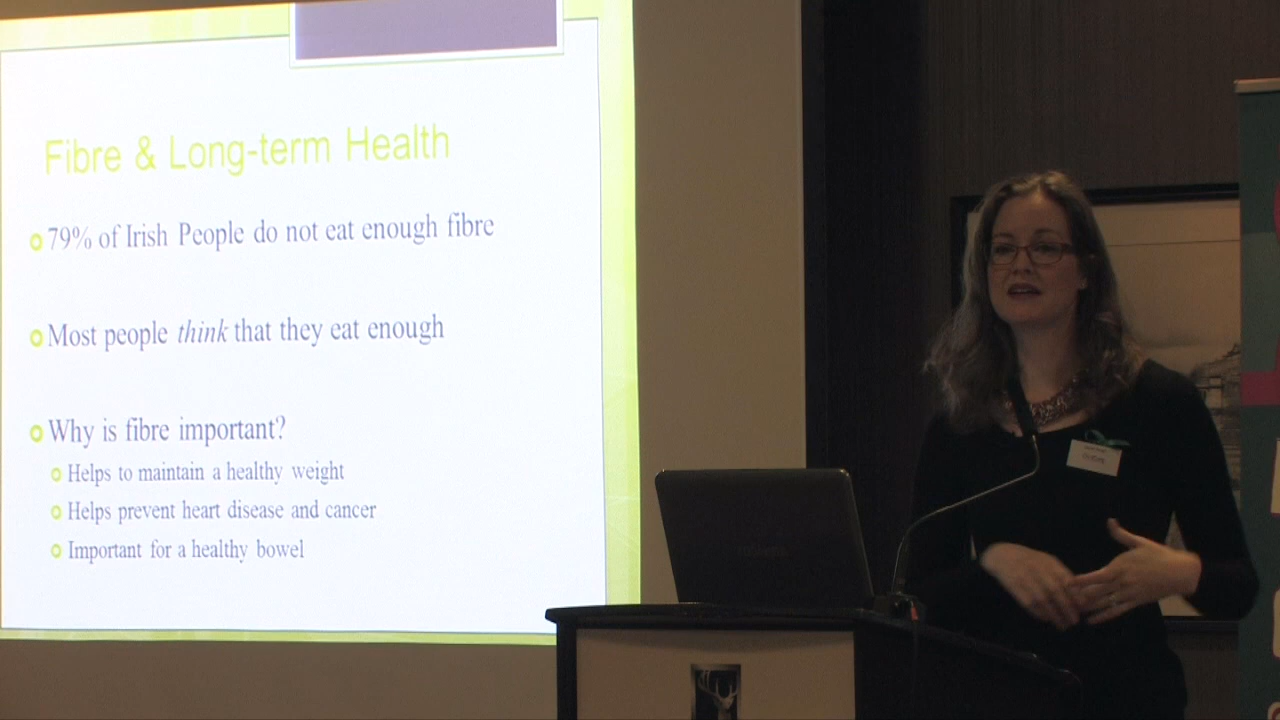 Fibre & Long-term Health
79% of Irish People do not eat enough fibre
Most people think that they eat enough
Why is fibre important?
Helps to maintain a healthy weight
Helps prevent heart disease and cancer
Important for a healthy bowel